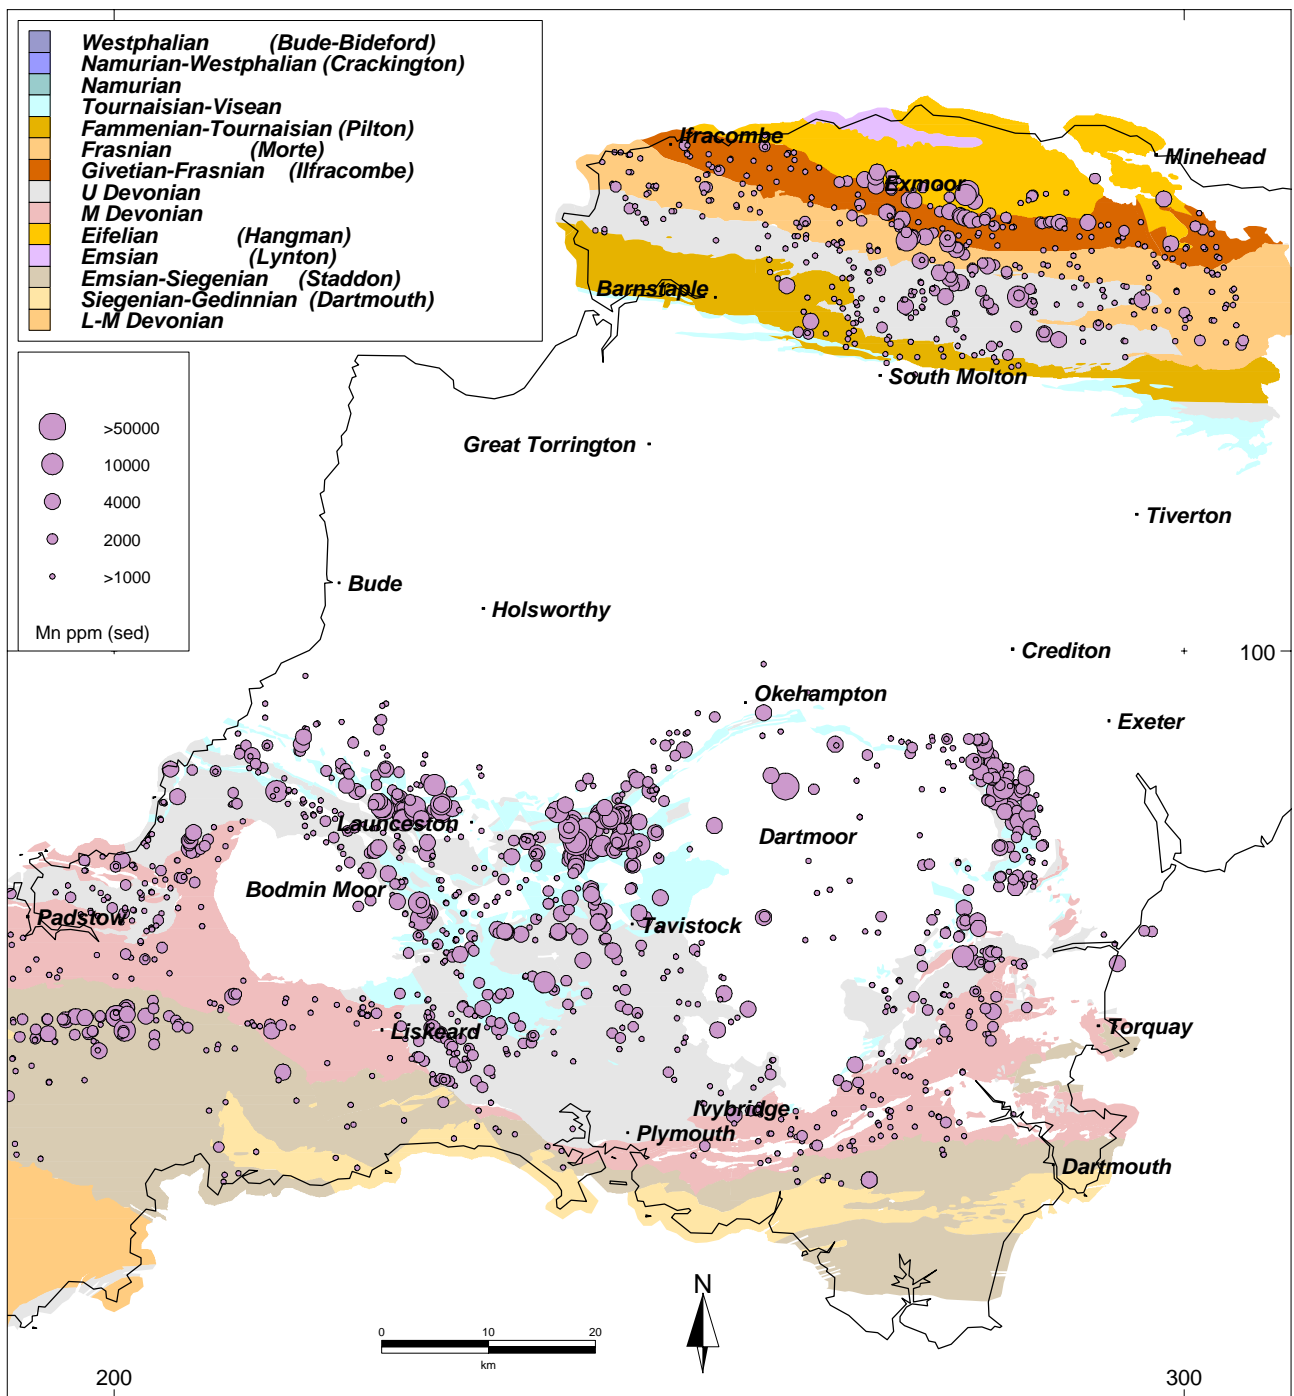 Westphalian (Bude-Bideford)
Namurian-Westphalian (Crackington)
Namurian
Tournaisian-Visean
Fammenian-Tournaisian (Pilton)
Frasnian (Morte)
Givetian-Frasnian (Ilfracombe)
U Devonian
M Devonian
Eifelian (Hangman)
Emsian (Lynton)
Emsian-Siegenian (Staddon)
Siegenian-Gedinnian (Dartmouth)
L-M Devonian
>50000
10000
4000
2000
>1000
Mn ppm (sed)
Ilfracombe
Minehead
Exmoor
Barnstaple
South Molton
Great Torrington
Tiverton
Bude
Holsworthy
Crediton
100
Okehampton
Exeter
Launceston
Dartmoor
Bodmin Moor
Padstow
Tavistock
Liskeard
Torquay
Ivybridge
Plymouth
Dartmouth
N
0 10 20
km
200
300